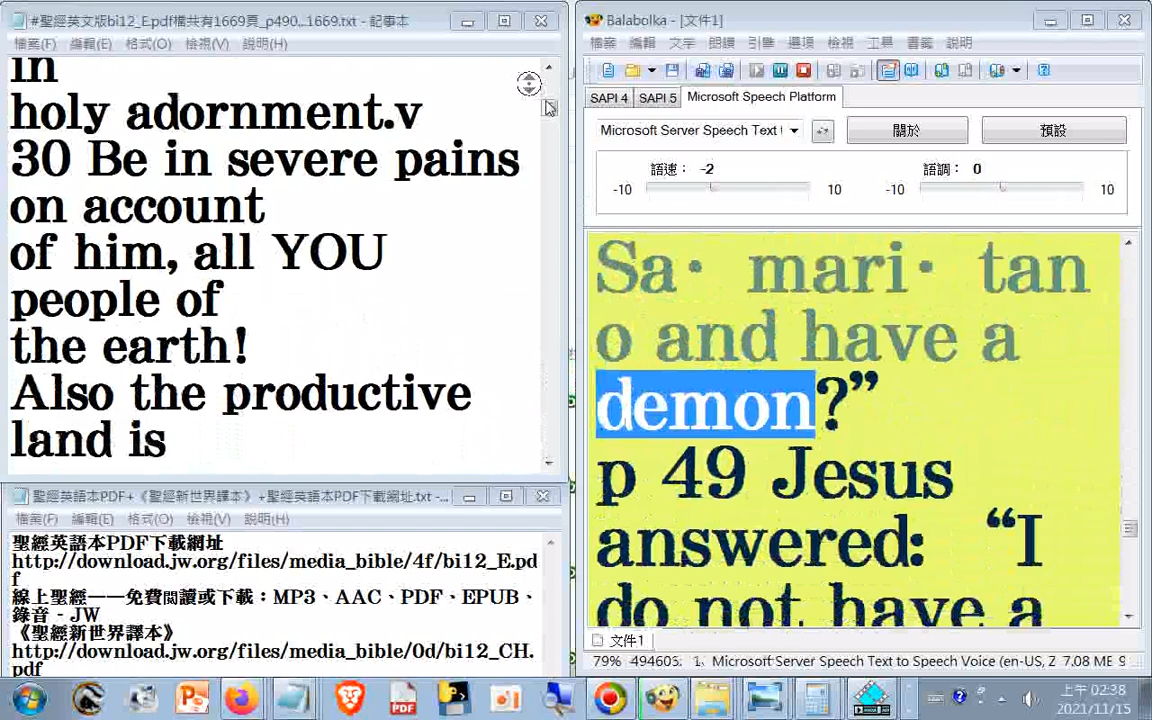 #聖經英文版bi12_E.pdf檔共有1669頁_p490,..1669.txt - 記事本
檔案(F) 編輯(E) 格式(O) 檢視(V) 說明(H)
in
holy adornment.v
30 Be in severe pains
on account
of him, all YOU
people of
the earth!
Also the productive
land is
聖經英語本PDF+《聖經新世界譯本》+聖經英語本PDF下載網址.txt -...
檔案(F) 編輯(E) 格式(O) 檢視(V) 說明(H)
聖經英語本PDF下載網址
http://download.jw.org/files/media_bible/4f/bi12_E.pd
f
線上聖經——免費閱讀或下載：MP3、AAC、PDF、EPUB、
錄音 - JW
《聖經新世界譯本》
http://download.jw.org/files/media_bible/0d/bi12_CH.
pdf
Balabolka - [文件1]
檔案 編輯 文字 朗讀 引擎 選項 檢視 工具 書籤 說明
SAPI 4 SAPI 5 Microsoft Speech Platform
Microsoft Server Speech Text
關於 預設
語速： -2 語調： 0
-10 10 -10 10
Sa· mari· tan
o and have a
demon?”
p 49 Jesus
answered: “I
do not have a
文件1
79% Microsoft Server Speech Text to Speech Voice (en-US, Z 7.08 MB 9
上午 02:38
2021/11/15